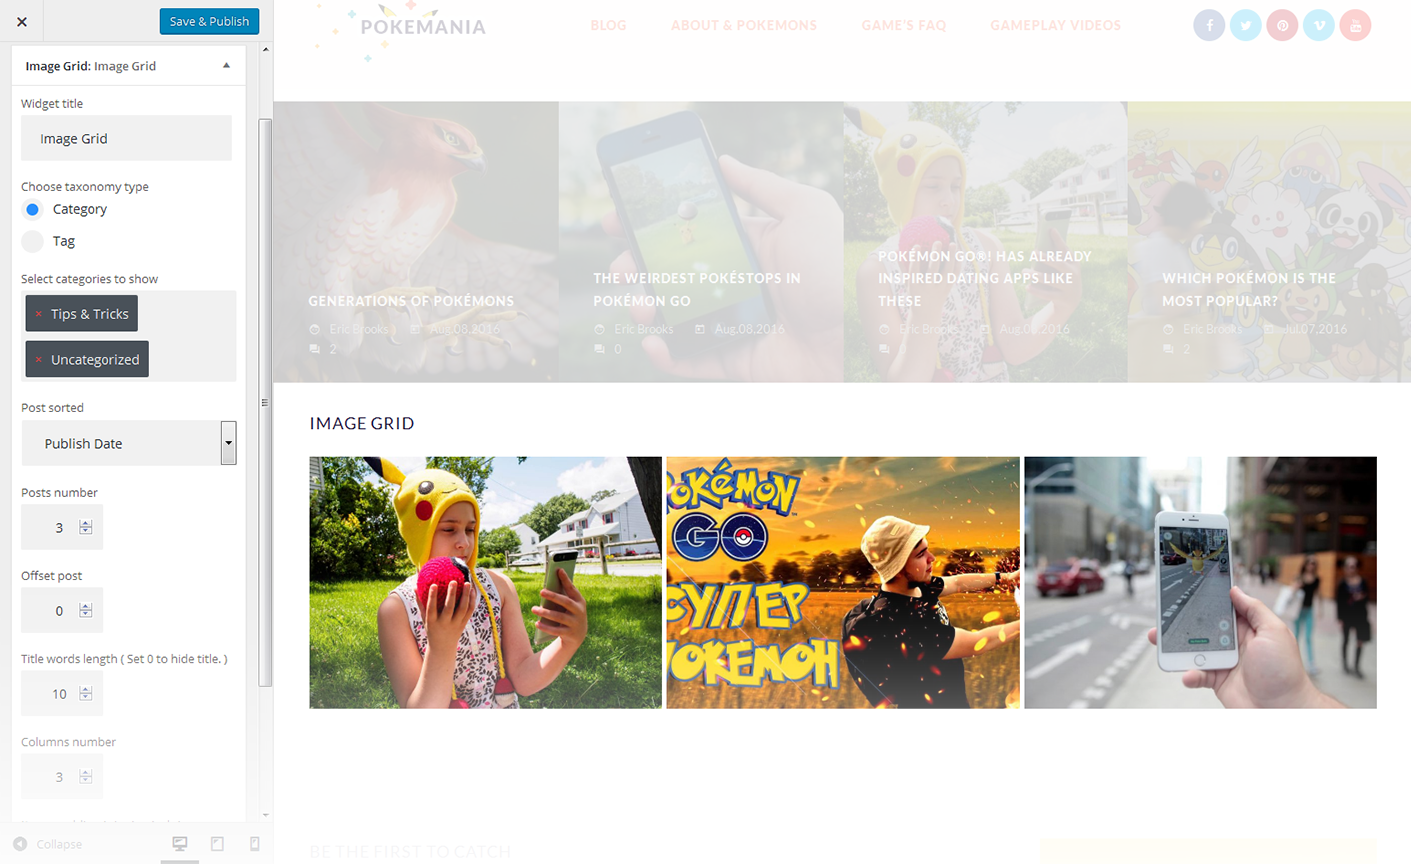 Save & Publish
Image Grid: Image Grid
Widget title
Image Grid
Choose taxonomy type
Category
Tag
Select categories to show
× Tips & Tricks
× Uncategorized
Post sorted
Publish Date
Posts number
3
Offset post
0
Title words length ( Set 0 to hide title. )
10
Columns number
3
Collapse
POKEMANIA
BLOG
ABOUT & POKEMONS
GAME'S FAQ
GAMEPLAY VIDEOS
GENERATIONS OF POKÉMONS
Eric Brooks
Aug.08.2016
2
THE WEIRDEST POKÉSTOPS IN
POKÉMON GO
Eric Brooks
Aug.08.2016
0
POKÉMON GO®! HAS ALREADY
INSPIRED DATING APPS LIKE
THESE
Eric Brooks
Aug.08.2016
WHICH POKÉMON IS THE
MOST POPULAR?
Eric Brooks
Jul.07.2016
2
IMAGE GRID
POKÉMON
GO
СУПЕР
ПОКЕМОН
BE THE FIRST TO CATCH